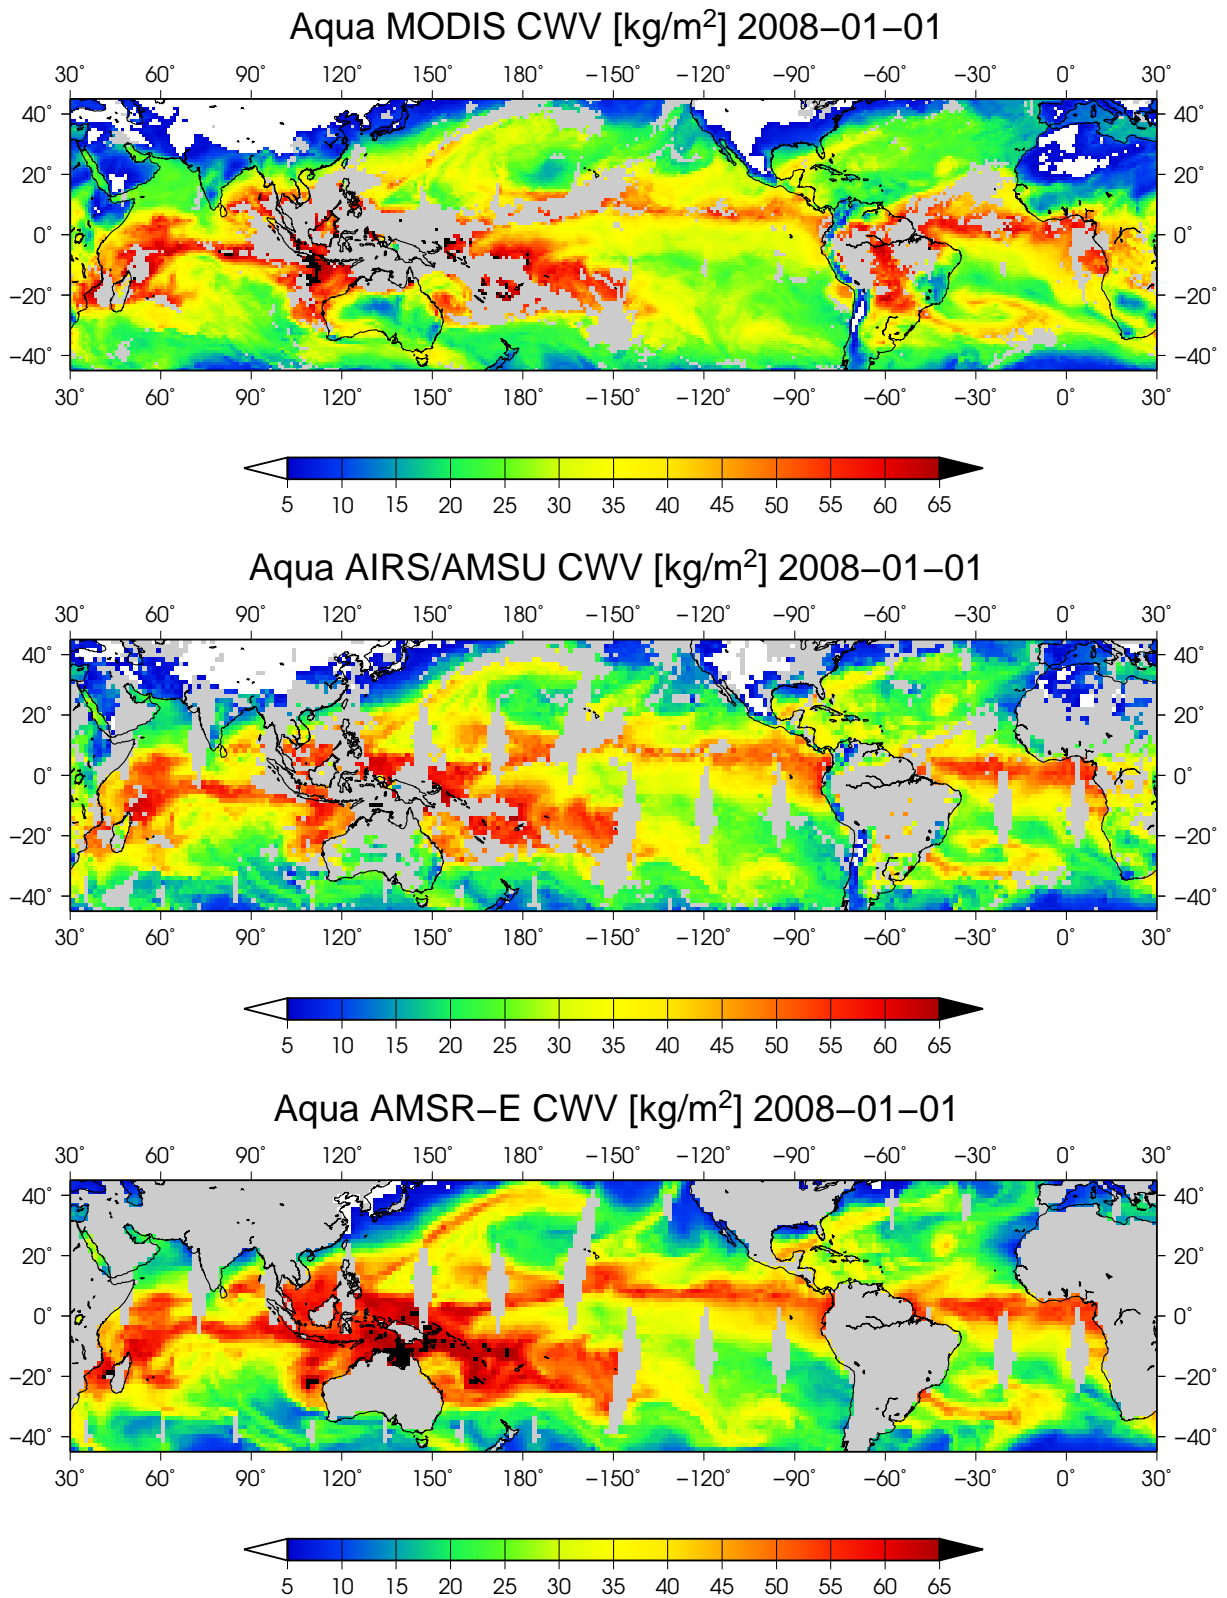 Aqua MODIS CWV [kg/m²] 2008−01−01
30˚ 60˚ 90˚ 120˚ 150˚ 180˚ −150˚ −120˚ −90˚ −60˚ −30˚ 0˚ 30˚
40˚ 40˚
20˚ 20˚
0˚ 0˚
−20˚ −20˚
−40˚ −40˚
30˚ 60˚ 90˚ 120˚ 150˚ 180˚ −150˚ −120˚ −90˚ −60˚ −30˚ 0˚ 30˚
5 10 15 20 25 30 35 40 45 50 55 60 65
Aqua AIRS/AMSU CWV [kg/m²] 2008−01−01
30˚ 60˚ 90˚ 120˚ 150˚ 180˚ −150˚ −120˚ −90˚ −60˚ −30˚ 0˚ 30˚
40˚ 40˚
20˚ 20˚
0˚ 0˚
−20˚ −20˚
−40˚ −40˚
30˚ 60˚ 90˚ 120˚ 150˚ 180˚ −150˚ −120˚ −90˚ −60˚ −30˚ 0˚ 30˚
5 10 15 20 25 30 35 40 45 50 55 60 65
Aqua AMSR−E CWV [kg/m²] 2008−01−01
30˚ 60˚ 90˚ 120˚ 150˚ 180˚ −150˚ −120˚ −90˚ −60˚ −30˚ 0˚ 30˚
40˚ 40˚
20˚ 20˚
0˚ 0˚
−20˚ −20˚
−40˚ −40˚
30˚ 60˚ 90˚ 120˚ 150˚ 180˚ −150˚ −120˚ −90˚ −60˚ −30˚ 0˚ 30˚
5 10 15 20 25 30 35 40 45 50 55 60 65